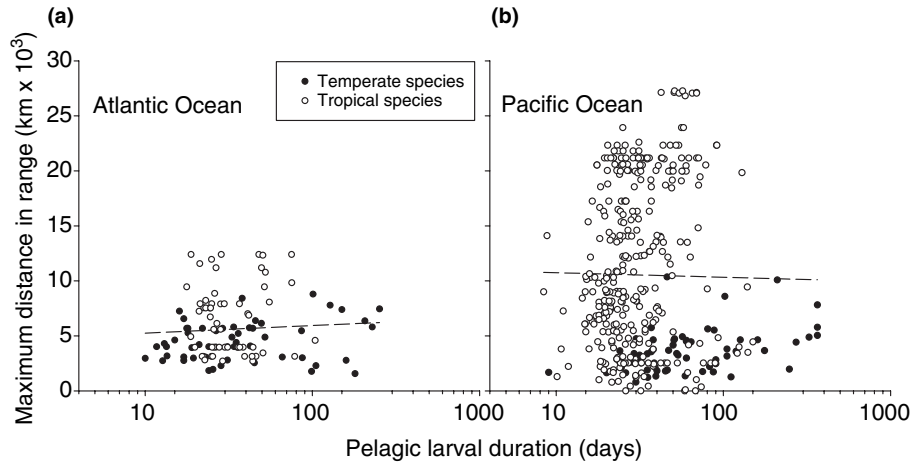 (a)
(b)
Maximum distance in range (km x 10³)
30
25
20
15
10
5
0
Atlantic Ocean
Temperate species
Tropical species
Pacific Ocean
10
100
1000
10
100
1000
Pelagic larval duration (days)